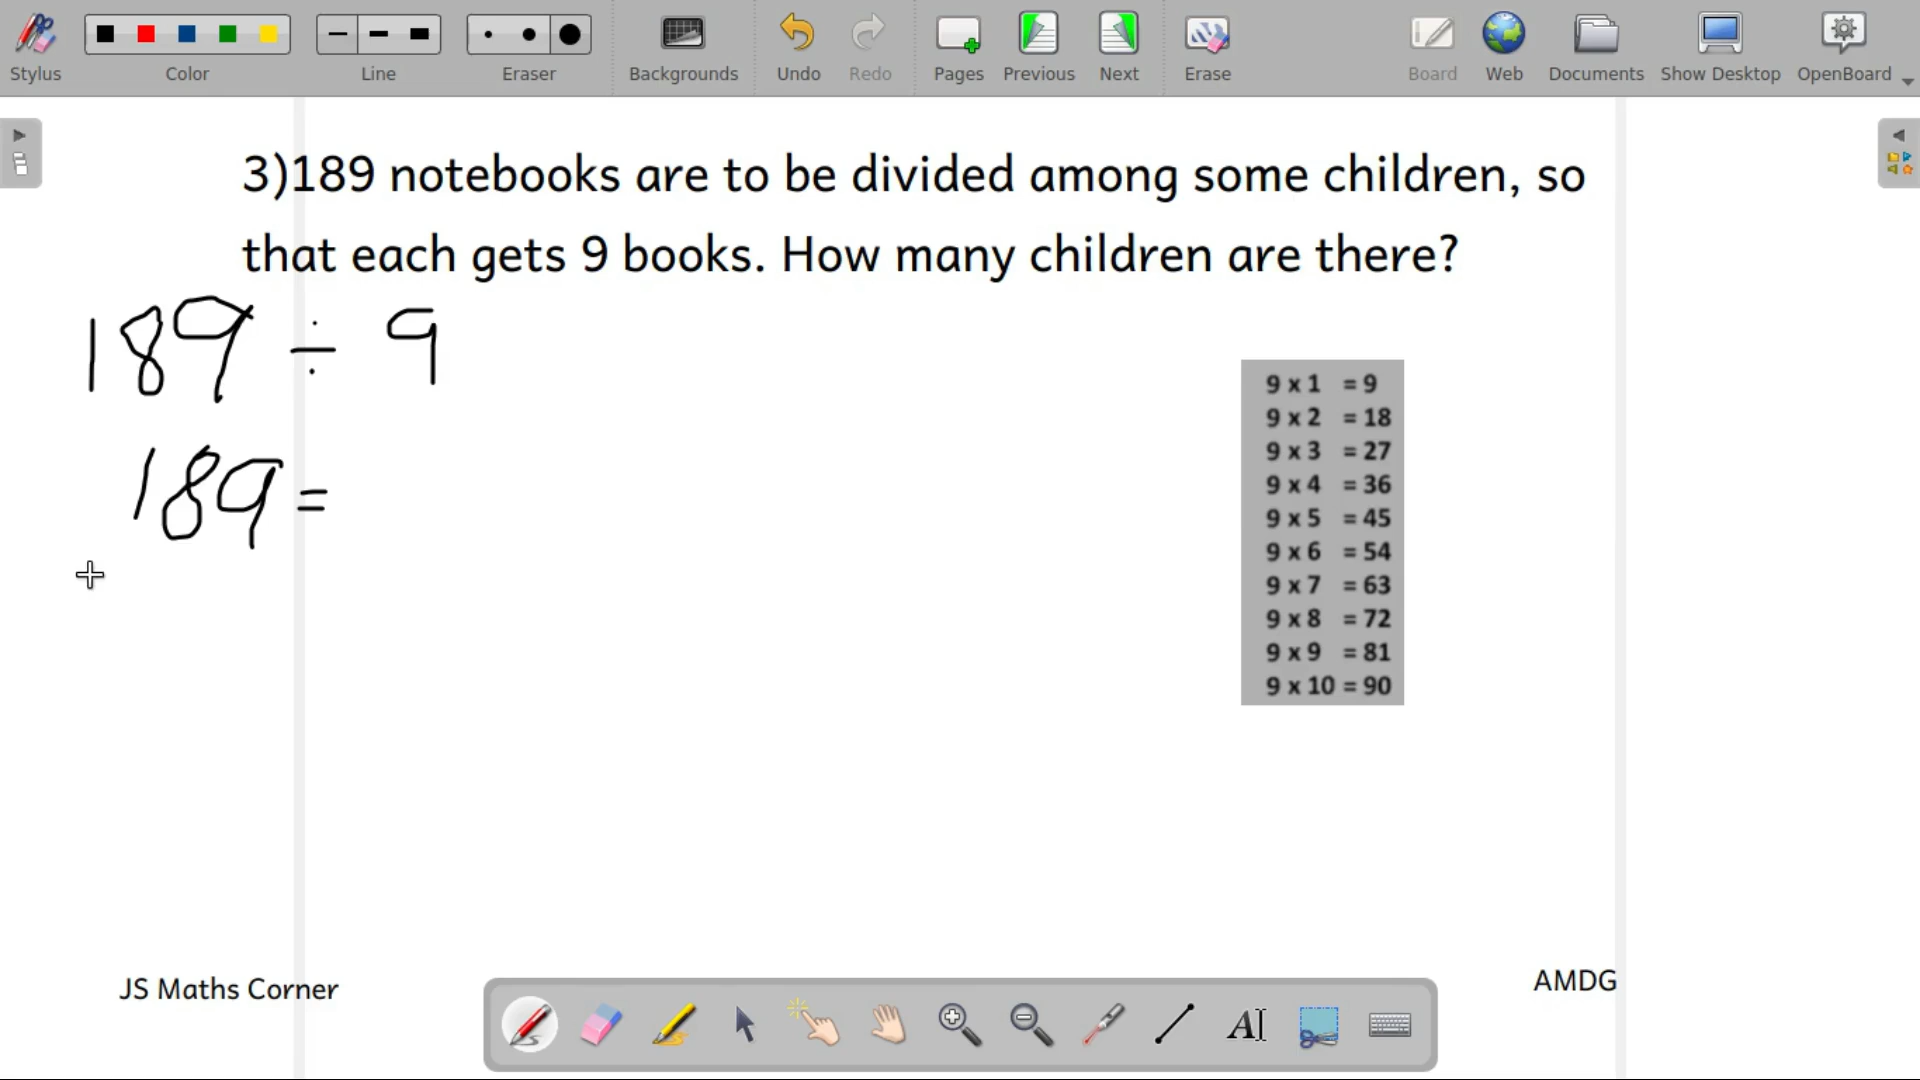 Stylus
Color
Line
Eraser
Backgrounds
Undo
Redo
Pages
Previous
Next
Erase
Board
Web
Documents
Show Desktop
OpenBoard
3)189 notebooks are to be divided among some children, so
that each gets 9 books. How many children are there?
189 ÷ 9
189 =
9 x 1 = 9
9 x 2 = 18
9 x 3 = 27
9 x 4 = 36
9 x 5 = 45
9 x 6 = 54
9 x 7 = 63
9 x 8 = 72
9 x 9 = 81
9 x 10 = 90
JS Maths Corner
AMDG